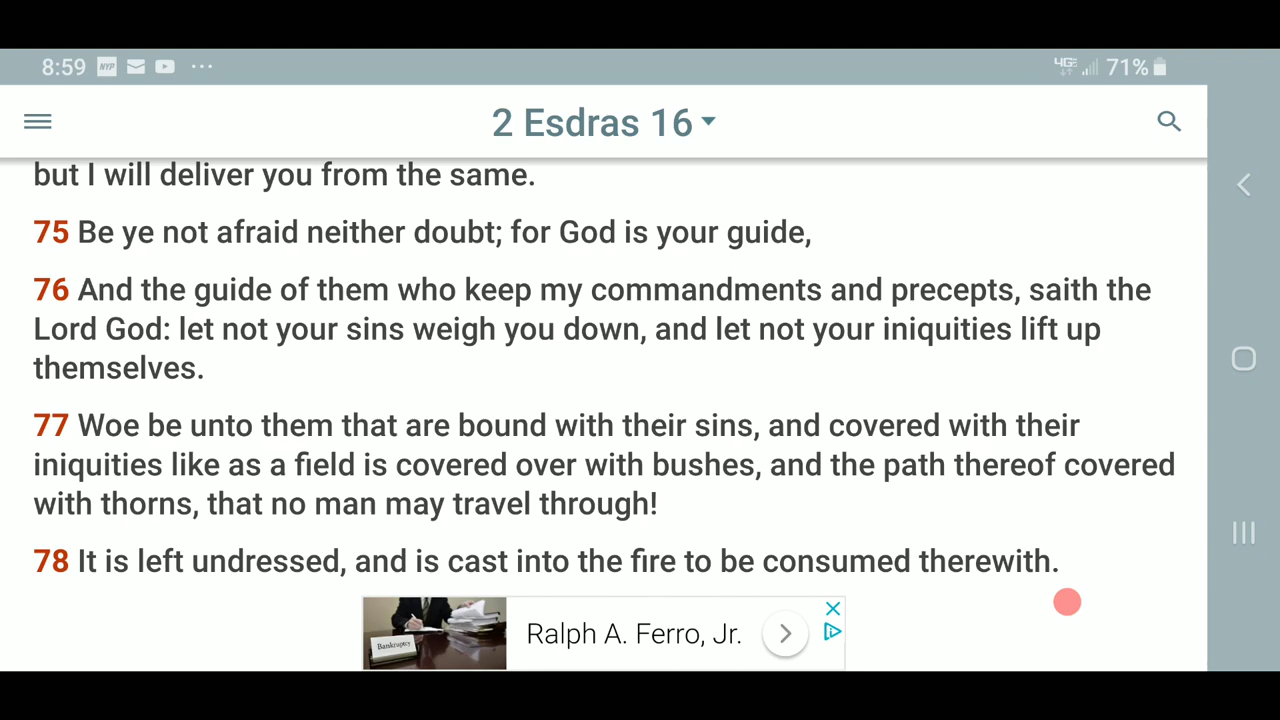 8:59 NYP ... 4GE 71%
2 Esdras 16
but I will deliver you from the same.
75 Be ye not afraid neither doubt; for God is your guide,
76 And the guide of them who keep my commandments and precepts, saith the
Lord God: let not your sins weigh you down, and let not your iniquities lift up
themselves.
77 Woe be unto them that are bound with their sins, and covered with their
iniquities like as a field is covered over with bushes, and the path thereof covered
with thorns, that no man may travel through!
78 It is left undressed, and is cast into the fire to be consumed therewith.
Bankruptcy
Ralph A. Ferro, Jr.